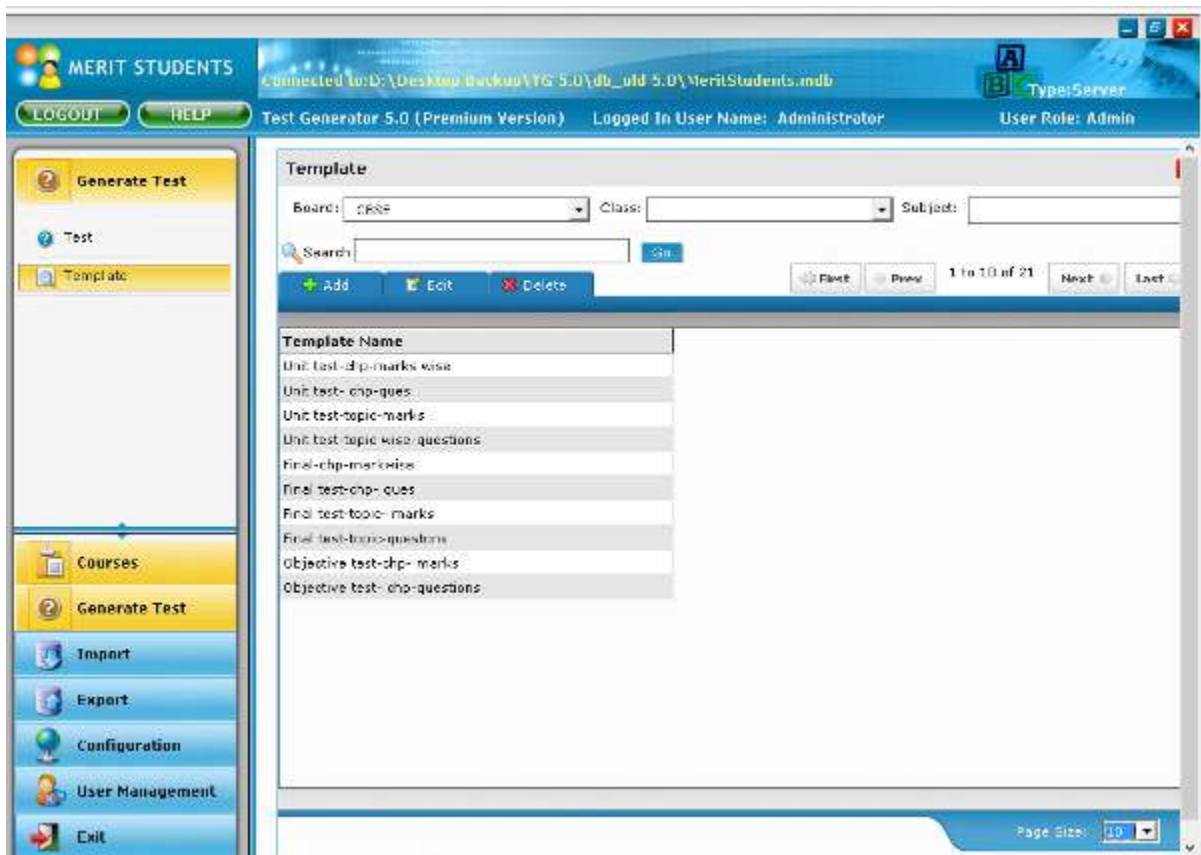 MERIT STUDENTS
Connected to:D:\Desktop Backup\TG 5.0\db_old 5.0\MeritStudents.mdb
Type:Server
LOGOUT HELP
Test Generator 5.0 (Premium Version) Logged In User Name: Administrator User Role: Admin
Generate Test
Test
Template
Template
Board: CBSE Class: Subject:
Search Go
Add Edit Delete
First Prev 1 to 10 of 21 Next Last
Template Name
Unit test-chp-marks wise
Unit test- chp-ques
Unit test-topic-marks
Unit test-topic wise-questions
Final-chp-markwise
Final test-chp- ques
Final test-topic- marks
Final test-topic-questons
Objective test-chp- marks
Objective test- chp-questions
Courses
Generate Test
Import
Export
Configuration
User Management
Exit
Page Size: 10